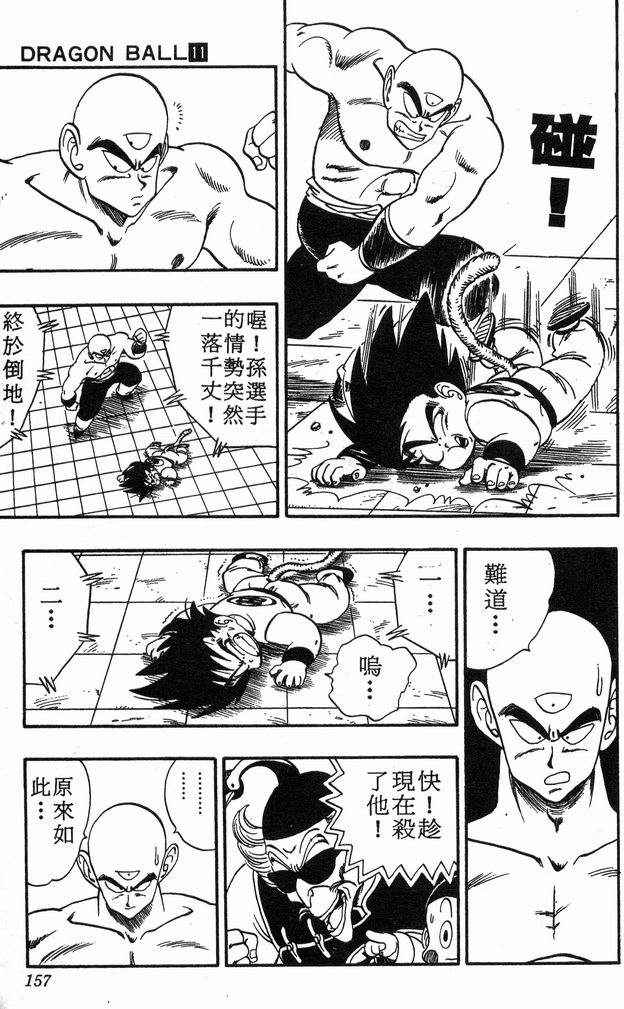 DRAGON BALL 11
！
喔！孫選手
的情勢突然
一落千丈！
終於倒地！
難道…
一…
嗚…
二…
快！趁
現在殺
了他！
……
……
原來如
此…
157